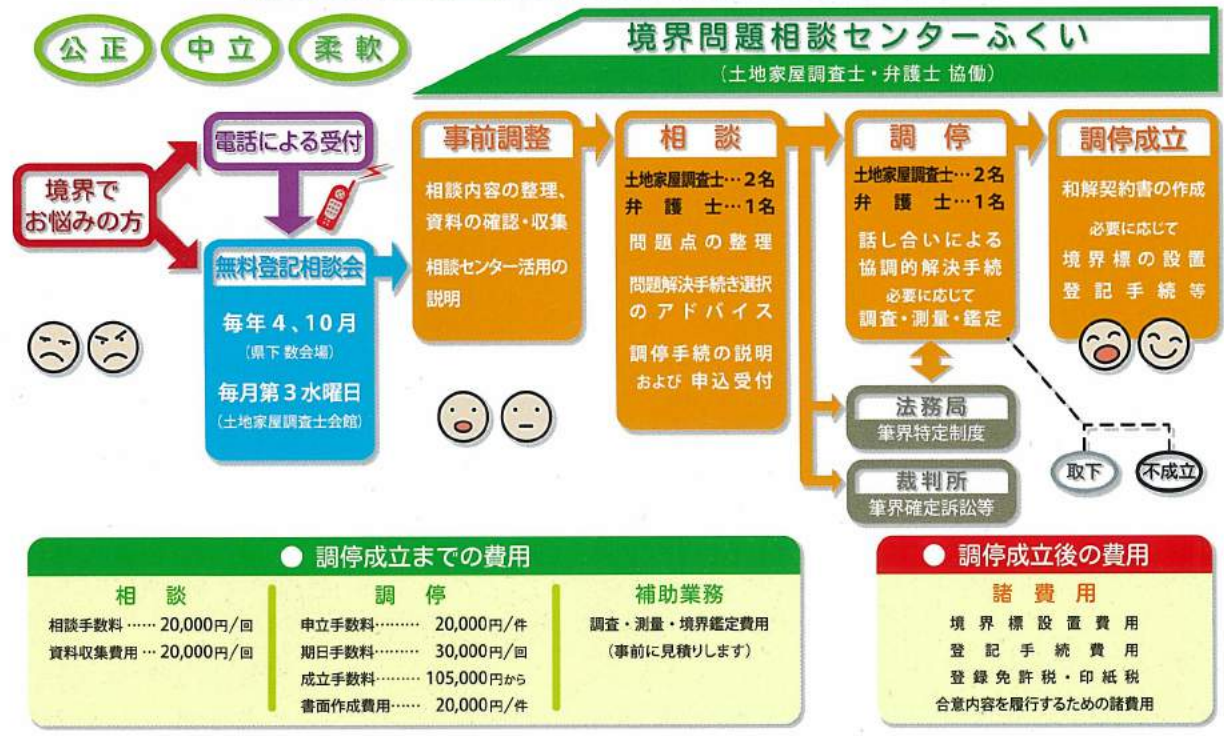 公正
中立
柔軟
境界問題相談センターふくい
(土地家屋調査士・弁護士 協働)
境界で
お悩みの方
電話による受付
無料登記相談会
毎年4、10月
(県下 数会場)
毎月第3水曜日
(土地家屋調査士会館)
事前調整
相談内容の整理、
資料の確認・収集
相談センター活用の
説明
相談
土地家屋調査士…2名
弁護士…1名
問題点の整理
問題解決手続き選択
のアドバイス
調停手続の説明
および 申込受付
調停
土地家屋調査士…2名
弁護士…1名
話し合いによる
協調的解決手続
必要に応じて
調査・測量・鑑定
調停成立
和解契約書の作成
必要に応じて
境界標の設置
登記手続等
法務局
筆界特定制度
裁判所
筆界確定訴訟等
取下
不成立
● 調停成立までの費用
相談
相談手数料 …… 20,000円/回
資料収集費用 … 20,000円/回
調停
申立手数料……… 20,000円/件
期日手数料……… 30,000円/回
成立手数料……… 105,000円から
書面作成費用…… 20,000円/件
補助業務
調査・測量・境界鑑定費用
(事前に見積りします)
● 調停成立後の費用
諸費用
境界標設置費用
登記手続費用
登録免許税・印紙税
合意内容を履行するための諸費用